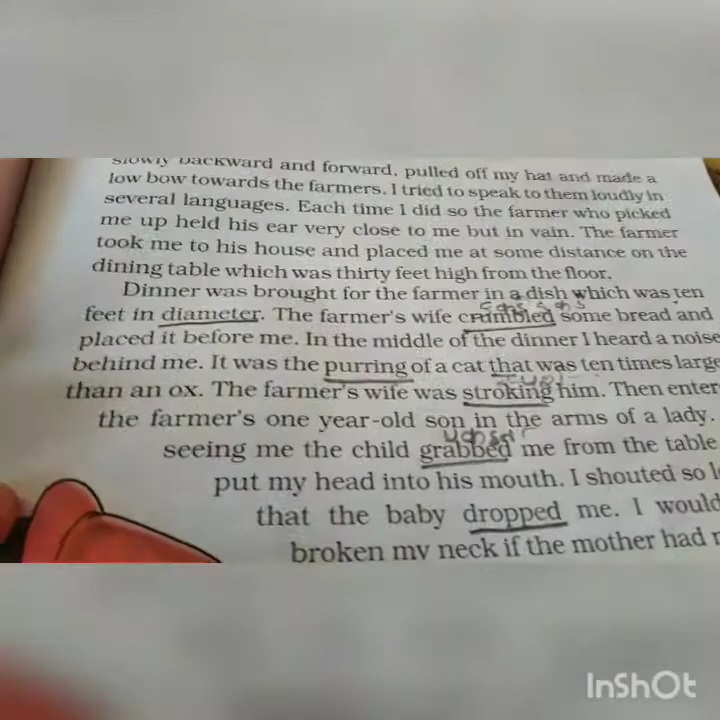 slowly backward and forward, pulled off my hat and made a
low bow towards the farmers. I tried to speak to them loudly in
several languages. Each time I did so the farmer who picked
me up held his ear very close to me but in vain. The farmer
took me to his house and placed me at some distance on the
dining table which was thirty feet high from the floor.
Dinner was brought for the farmer in a dish which was ten
feet in diameter. The farmer's wife crumbled some bread and
placed it before me. In the middle of the dinner I heard a noise
behind me. It was the purring of a cat that was ten times large
than an ox. The farmer's wife was stroking him. Then enter
the farmer's one year-old son in the arms of a lady.
seeing me the child grabbed me from the table
put my head into his mouth. I shouted so l
that the baby dropped me. I would
broken my neck if the mother had
InShOt